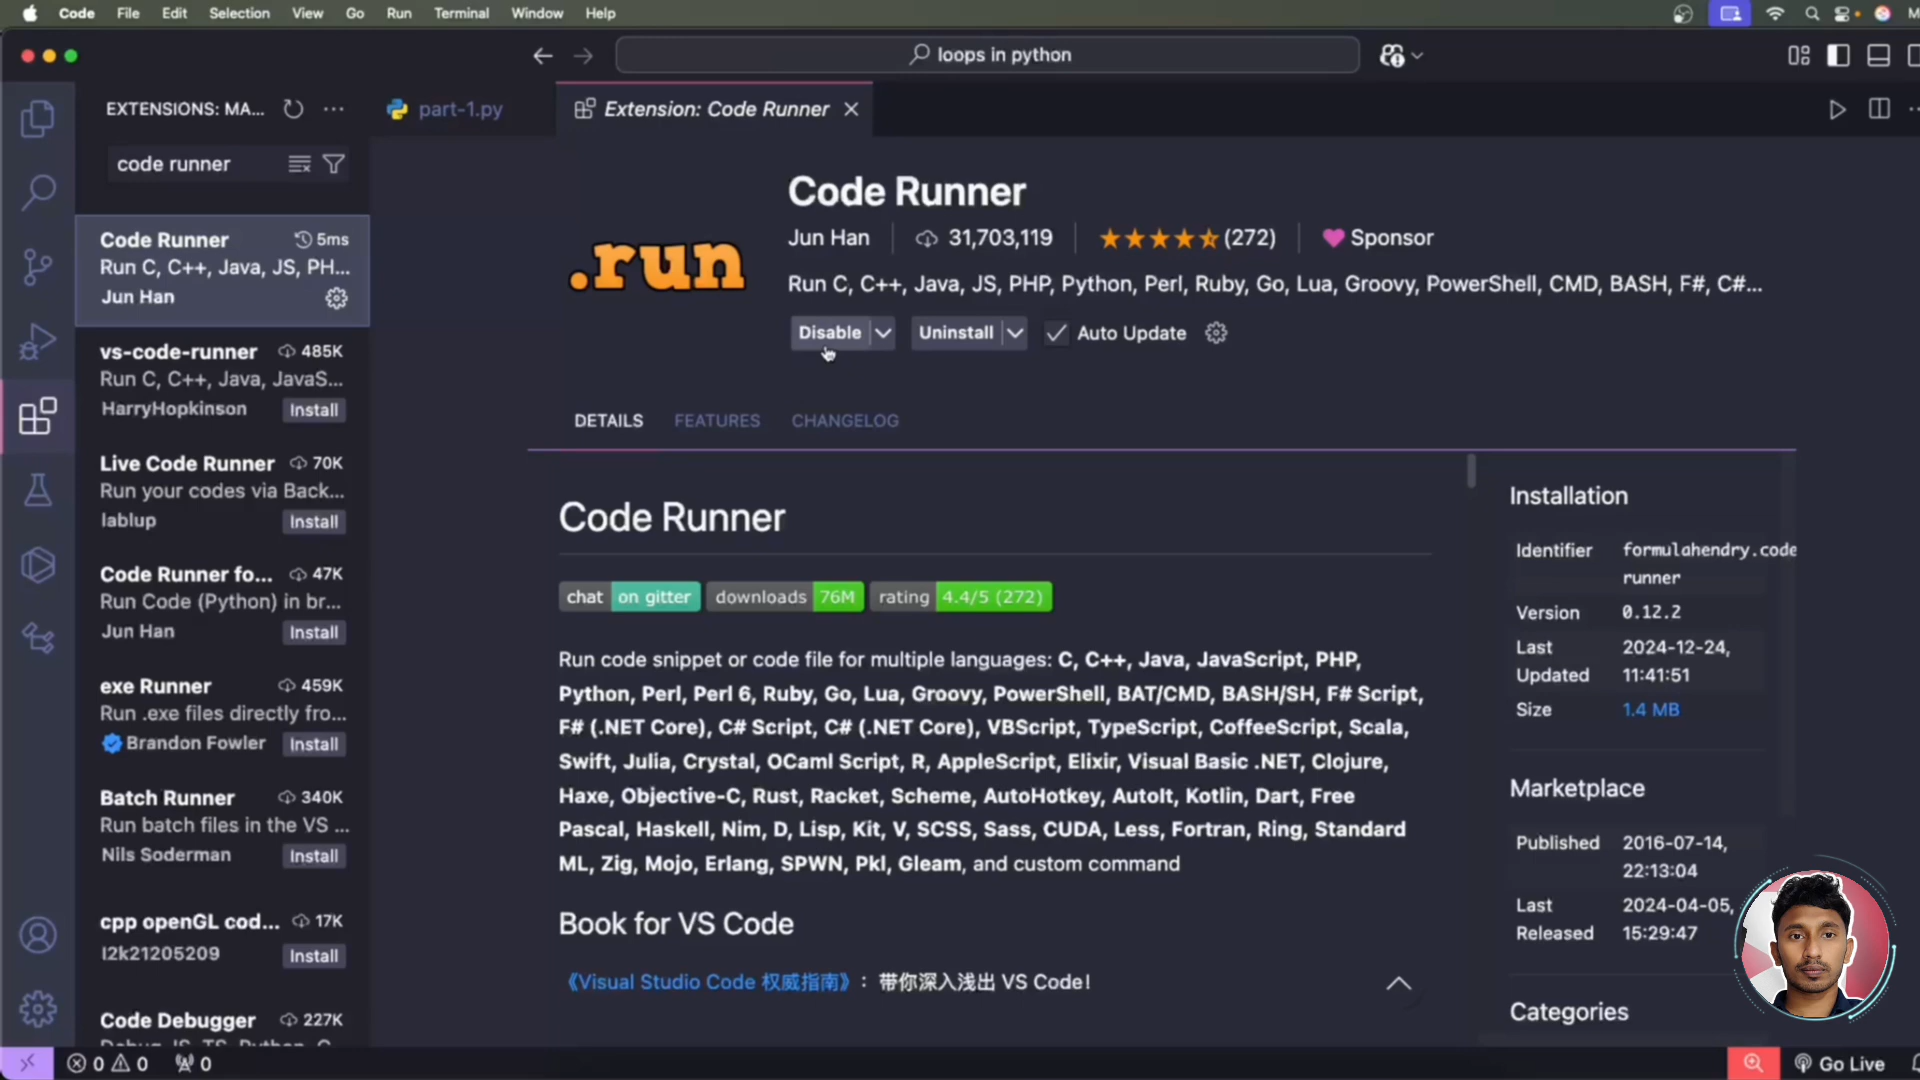 Code File Edit Selection View Go Run Terminal Window Help
loops in python
EXTENSIONS: MA...
part-1.py
Extension: Code Runner
code runner
Code Runner 5ms
Run C, C++, Java, JS, PH...
Jun Han
vs-code-runner 485K
Run C, C++, Java, JavaS...
HarryHopkinson Install
Live Code Runner 70K
Run your codes via Back...
lablup Install
Code Runner fo... 47K
Run Code (Python) in br...
Jun Han Install
exe Runner 459K
Run .exe files directly fro...
Brandon Fowler Install
Batch Runner 340K
Run batch files in the VS ...
Nils Soderman Install
cpp openGL cod... 17K
l2k21205209 Install
Code Debugger 227K
.run
Code Runner
Jun Han 31,703,119 (272) Sponsor
Run C, C++, Java, JS, PHP, Python, Perl, Ruby, Go, Lua, Groovy, PowerShell, CMD, BASH, F#, C#...
Disable Uninstall Auto Update
DETAILS FEATURES CHANGELOG
Code Runner
chat on gitter downloads 76M rating 4.4/5 (272)
Run code snippet or code file for multiple languages: C, C++, Java, JavaScript, PHP,
Python, Perl, Perl 6, Ruby, Go, Lua, Groovy, PowerShell, BAT/CMD, BASH/SH, F# Script,
F# (.NET Core), C# Script, C# (.NET Core), VBScript, TypeScript, CoffeeScript, Scala,
Swift, Julia, Crystal, OCaml Script, R, AppleScript, Elixir, Visual Basic .NET, Clojure,
Haxe, Objective-C, Rust, Racket, Scheme, AutoHotkey, AutoIt, Kotlin, Dart, Free
Pascal, Haskell, Nim, D, Lisp, Kit, V, SCSS, Sass, CUDA, Less, Fortran, Ring, Standard
ML, Zig, Mojo, Erlang, SPWN, Pkl, Gleam, and custom command
Book for VS Code
《Visual Studio Code 权威指南》 : 带你深入浅出 VS Code!
Installation
Identifier formulahendry.code
runner
Version 0.12.2
Last 2024-12-24,
Updated 11:41:51
Size 1.4 MB
Marketplace
Published 2016-07-14,
22:13:04
Last 2024-04-05,
Released 15:29:47
Categories
0 0 0
Go Live